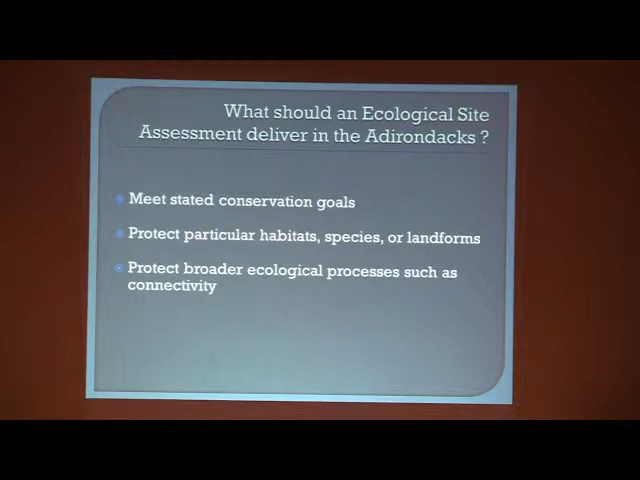 What should an Ecological Site
Assessment deliver in the Adirondacks ?
Meet stated conservation goals
Protect particular habitats, species, or landforms
Protect broader ecological processes such as
connectivity